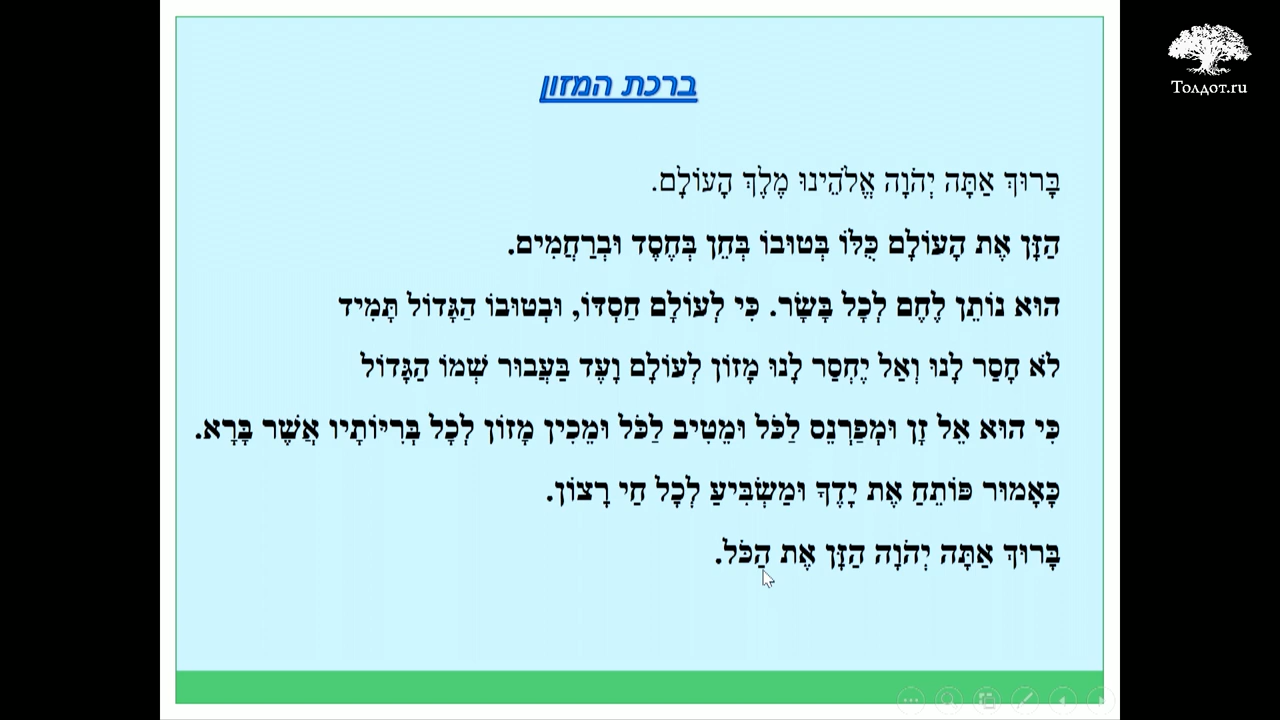 ברכת המזון
Толдот.ru
בָּרוּךְ אַתָּה יְהֹוָה אֱלֹהֵינוּ מֶלֶךְ הָעוֹלָם.
הַזָּן אֶת הָעוֹלָם כֻּלּוֹ בְּטוּבוֹ בְּחֵן בְּחֶסֶד וּבְרַחֲמִים.
הוּא נוֹתֵן לֶחֶם לְכָל בָּשָׂר. כִּי לְעוֹלָם חַסְדּוֹ, וּבְטוּבוֹ הַגָּדוֹל תָּמִיד
לֹא חָסַר לָנוּ וְאַל יֶחְסַר לָנוּ מָזוֹן לְעוֹלָם וָעֶד בַּעֲבוּר שְׁמוֹ הַגָּדוֹל
כִּי הוּא אֵל זָן וּמְפַרְנֵס לַכֹּל וּמֵטִיב לַכֹּל וּמֵכִין מָזוֹן לְכָל בְּרִיּוֹתָיו אֲשֶׁר בָּרָא.
כָּאָמוּר פּוֹתֵחַ אֶת יָדֶךָ וּמַשְׂבִּיעַ לְכָל חַי רָצוֹן.
בָּרוּךְ אַתָּה יְהֹוָה הַזָּן אֶת הַכֹּל.